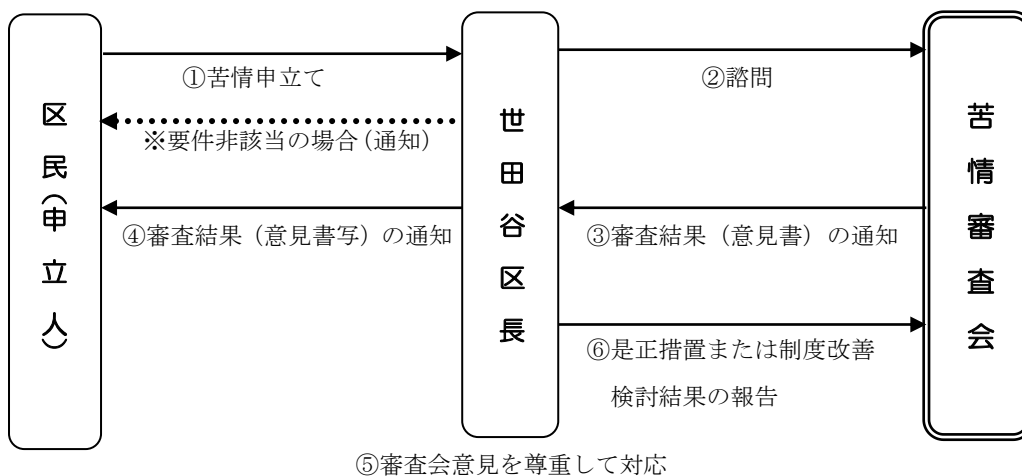 区民（申立人）
世田谷区長
苦情審査会
①苦情申立て
②諮問
※要件非該当の場合（通知）
④審査結果（意見書写）の通知
③審査結果（意見書）の通知
⑥是正措置または制度改善
検討結果の報告
⑤審査会意見を尊重して対応